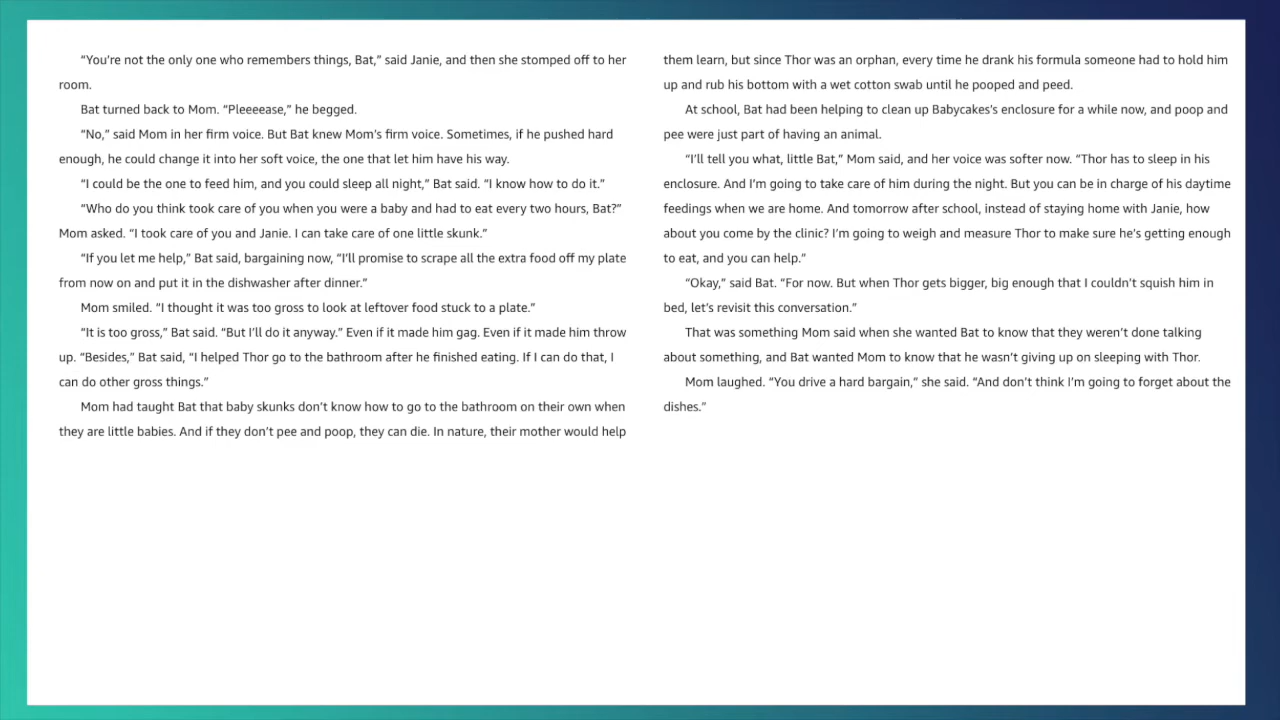 “You’re not the only one who remembers things, Bat,” said Janie, and then she stomped off to her
room.
Bat turned back to Mom. “Pleeeease,” he begged.
“No,” said Mom in her firm voice. But Bat knew Mom’s firm voice. Sometimes, if he pushed hard
enough, he could change it into her soft voice, the one that let him have his way.
“I could be the one to feed him, and you could sleep all night,” Bat said. “I know how to do it.”
“Who do you think took care of you when you were a baby and had to eat every two hours, Bat?”
Mom asked. “I took care of you and Janie. I can take care of one little skunk.”
“If you let me help,” Bat said, bargaining now, “I’ll promise to scrape all the extra food off my plate
from now on and put it in the dishwasher after dinner.”
Mom smiled. “I thought it was too gross to look at leftover food stuck to a plate.”
“It is too gross,” Bat said. “But I’ll do it anyway.” Even if it made him gag. Even if it made him throw
up. “Besides,” Bat said, “I helped Thor go to the bathroom after he finished eating. If I can do that, I
can do other gross things.”
Mom had taught Bat that baby skunks don’t know how to go to the bathroom on their own when
they are little babies. And if they don’t pee and poop, they can die. In nature, their mother would help
them learn, but since Thor was an orphan, every time he drank his formula someone had to hold him
up and rub his bottom with a wet cotton swab until he pooped and peed.
At school, Bat had been helping to clean up Babycakes’s enclosure for a while now, and poop and
pee were just part of having an animal.
“I’ll tell you what, little Bat,” Mom said, and her voice was softer now. “Thor has to sleep in his
enclosure. And I’m going to take care of him during the night. But you can be in charge of his daytime
feedings when we are home. And tomorrow after school, instead of staying home with Janie, how
about you come by the clinic? I’m going to weigh and measure Thor to make sure he’s getting enough
to eat, and you can help.”
“Okay,” said Bat. “For now. But when Thor gets bigger, big enough that I couldn’t squish him in
bed, let’s revisit this conversation.”
That was something Mom said when she wanted Bat to know that they weren’t done talking
about something, and Bat wanted Mom to know that he wasn’t giving up on sleeping with Thor.
Mom laughed. “You drive a hard bargain,” she said. “And don’t think I’m going to forget about the
dishes.”